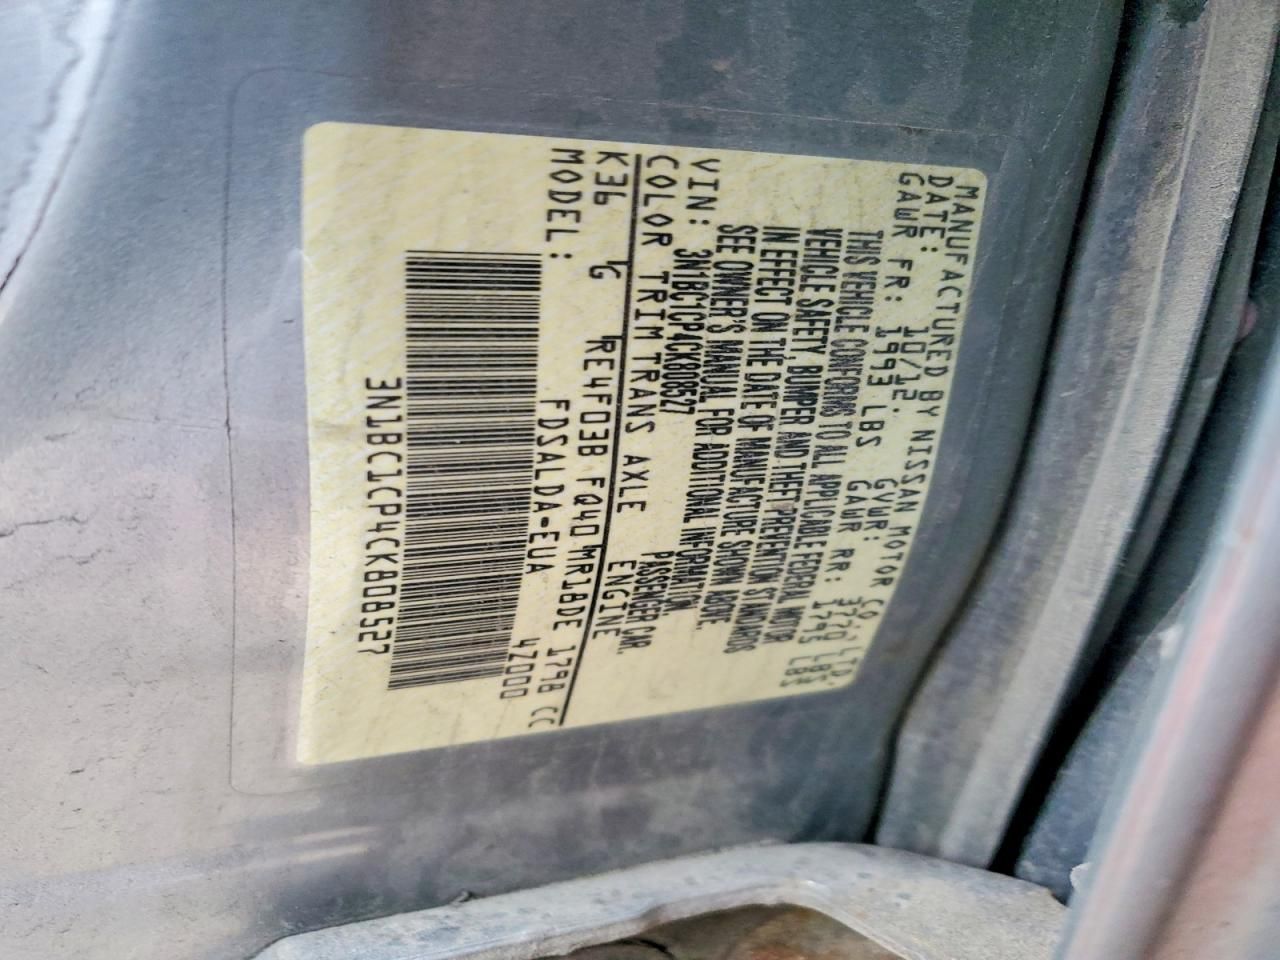 MANUFACTURED BY NISSAN MOTOR CO., LTD.
DATE: 10/12. GVWR: 3770 LBS
GAWR FR: 1993 LBS GAWR RR: 1795 LBS
THIS VEHICLE CONFORMS TO ALL APPLICABLE FEDERAL MOTOR
VEHICLE SAFETY, BUMPER AND THEFT PREVENTION STANDARDS
IN EFFECT ON THE DATE OF MANUFACTURE SHOWN ABOVE.
SEE OWNER'S MANUAL FOR ADDITIONAL INFORMATION.
VIN: 3N1BC1CP4CK808527 PASSENGER CAR.
COLOR TRIM TRANS AXLE ENGINE
K36 G RE4F03B FQ40 MR18DE 1798 CC
MODEL: FDSALDA-EUA 4Z000
3N1BC1CP4CK808527